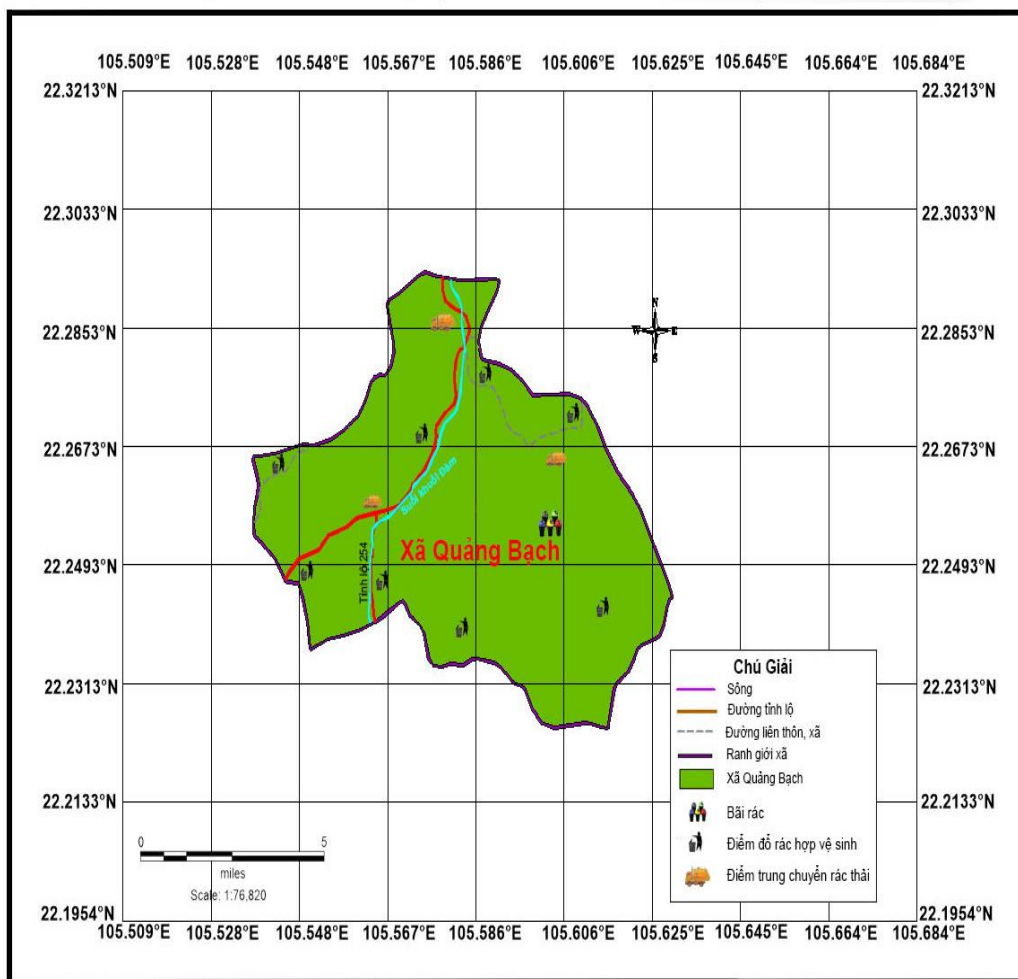 105.509°E 105.528°E 105.548°E 105.567°E 105.586°E 105.606°E 105.625°E 105.645°E 105.664°E 105.684°E
22.3213°N 22.3213°N
22.3033°N 22.3033°N
N
22.2853°N W E 22.2853°N
S
22.2673°N 22.2673°N
Suối khuổi Đăm
Xã Quảng Bạch
Tỉnh lộ 254
22.2493°N 22.2493°N
Chú Giải
22.2313°N Sông 22.2313°N
Đường tỉnh lộ
Đường liên thôn, xã
Ranh giới xã
Xã Quảng Bạch
22.2133°N 22.2133°N
Bãi rác
0 5
Điểm đổ rác hợp vệ sinh
miles
Điểm trung chuyển rác thải
Scale: 1:76,820
22.1954°N 22.1954°N
105.509°E 105.528°E 105.548°E 105.567°E 105.586°E 105.606°E 105.625°E 105.645°E 105.664°E 105.684°E